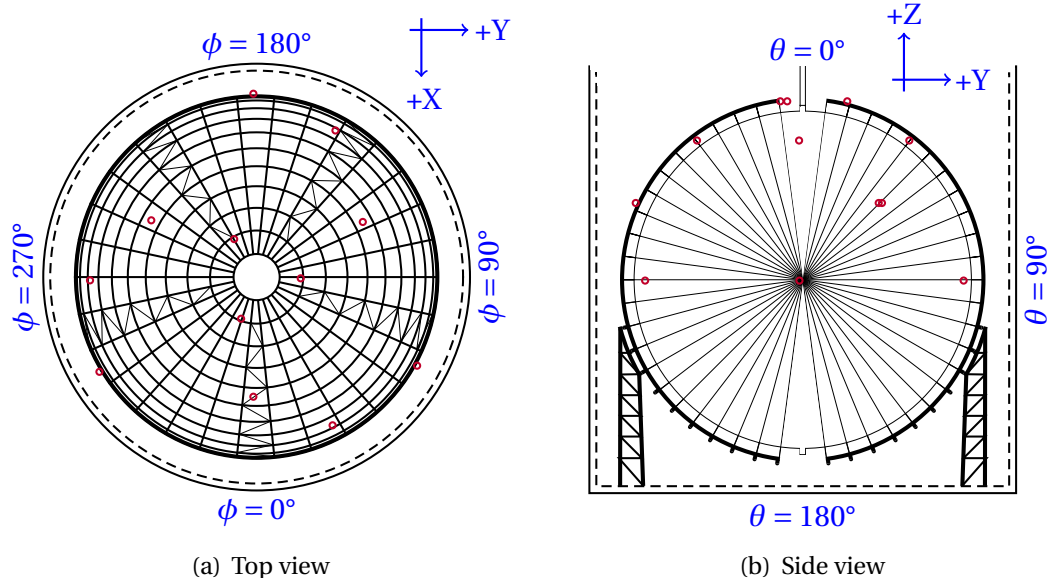 +Y
+X
ϕ = 180°
ϕ = 270°
ϕ = 90°
ϕ = 0°
(a) Top view
+Z
+Y
θ = 0°
θ = 90°
θ = 180°
(b) Side view